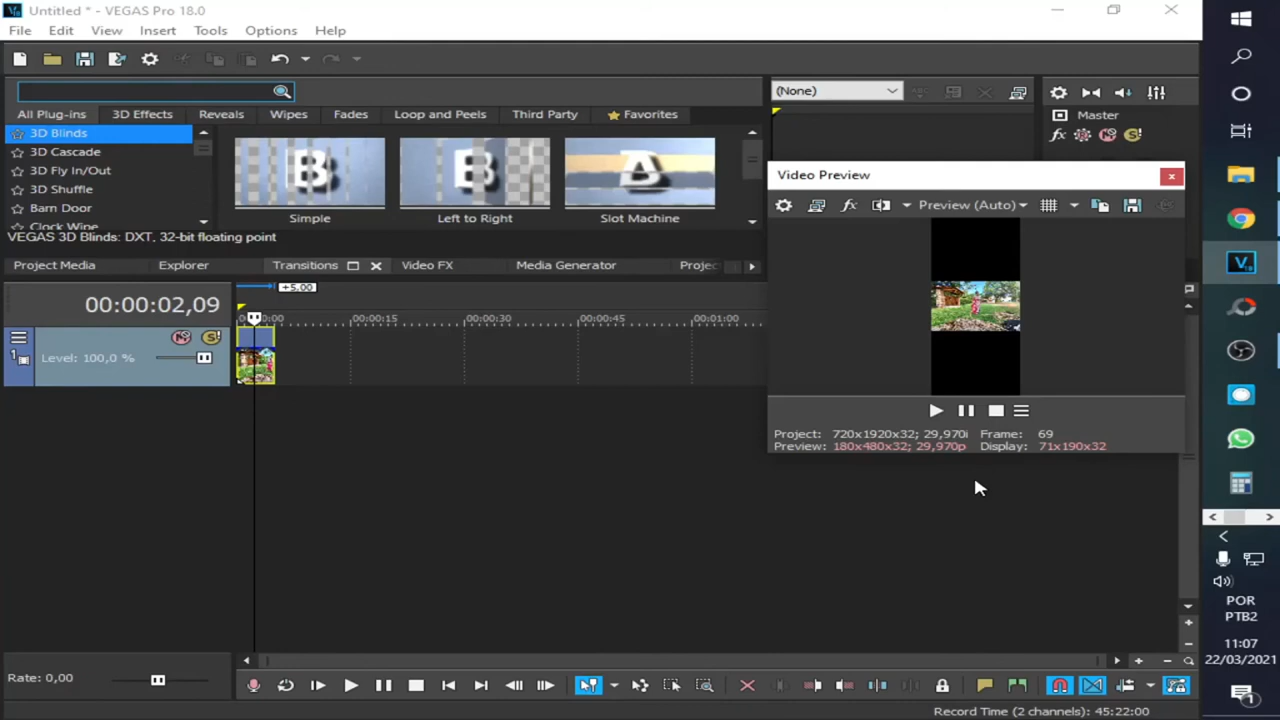 Untitled * - VEGAS Pro 18.0
File Edit View Insert Tools Options Help
(None)
All Plug-ins 3D Effects Reveals Wipes Fades Loop and Peels Third Party Favorites
3D Blinds
3D Cascade
3D Fly In/Out
3D Shuffle
Barn Door
Clock Wipe
Simple Left to Right Slot Machine
VEGAS 3D Blinds: DXT, 32-bit floating point
Master
Video Preview
Preview (Auto)
Project: 720x1920x32; 29,970i Frame: 69
Preview: 180x480x32; 29,970p Display: 71x190x32
Project Media Explorer Transitions Video FX Media Generator Projec
+5,00
00:00:02,09
00:00:15 00:00:30 00:00:45 00:01:00
Level: 100,0 %
Rate: 0,00
Record Time (2 channels): 45:22:00
POR
PTB2
11:07
22/03/2021
1